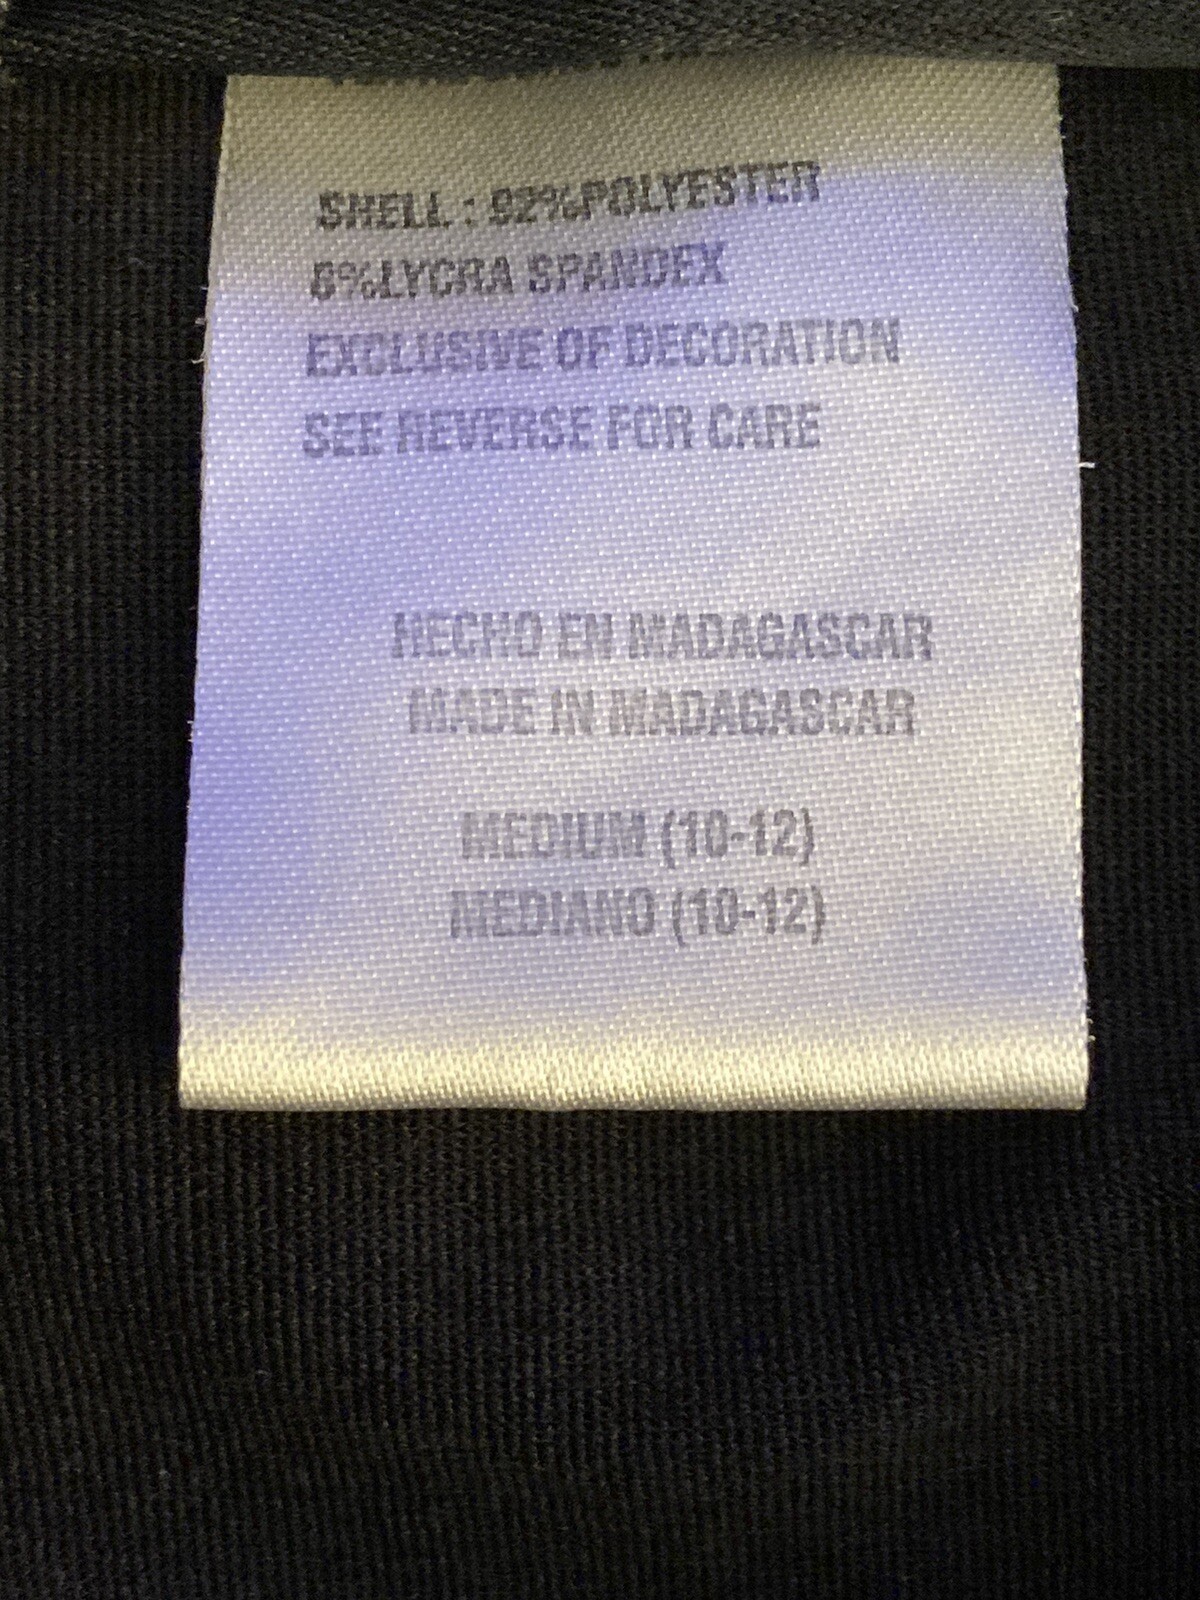 SHELL : 92%POLYESTER
8%LYCRA SPANDEX
EXCLUSIVE OF DECORATION
SEE REVERSE FOR CARE
HECHO EN MADAGASCAR
MADE IN MADAGASCAR
MEDIUM (10-12)
MEDIANO (10-12)